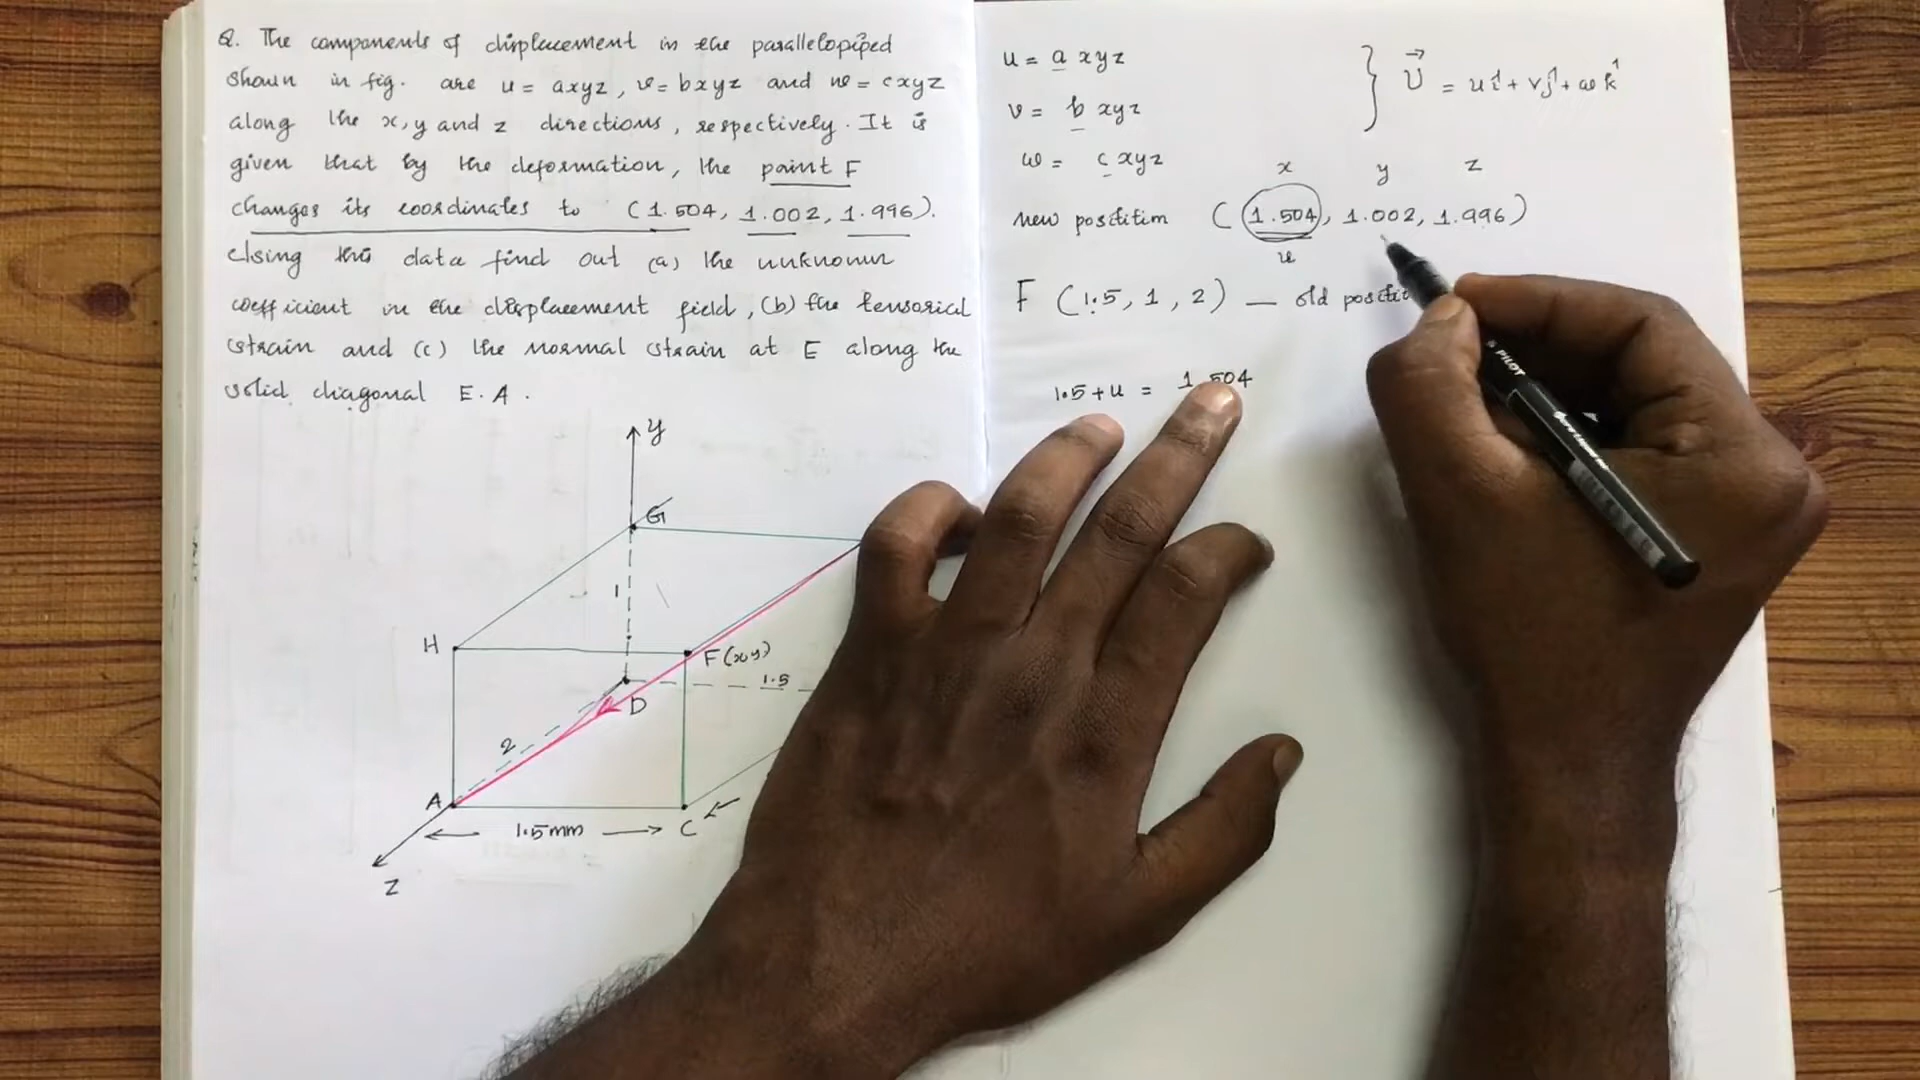 Q. The components of displacement in the parallelopiped
shown in fig. are u = axyz, v = bxyz and w = cxyz
along the x, y and z directions, respectively. It is
given that by the deformation, the point F
changes its coordinates to (1.504, 1.002, 1.996).
Using this data find out (a) the unknown
coefficient in the displacement field, (b) the tensorial
strain and (c) the normal strain at E along the
solid diagonal E.A.
y
G
1
H
F(x y)
1.5
D
2
A
1.5mm
C
Z
u = a xyz
v = b xyz
w = c xyz
} U⃗ = uî + vĵ + wk̂
x y z
new position (1.504, 1.002, 1.996)
u
F (1.5, 1, 2) — old
1.5 + u = 1.504
PILOT